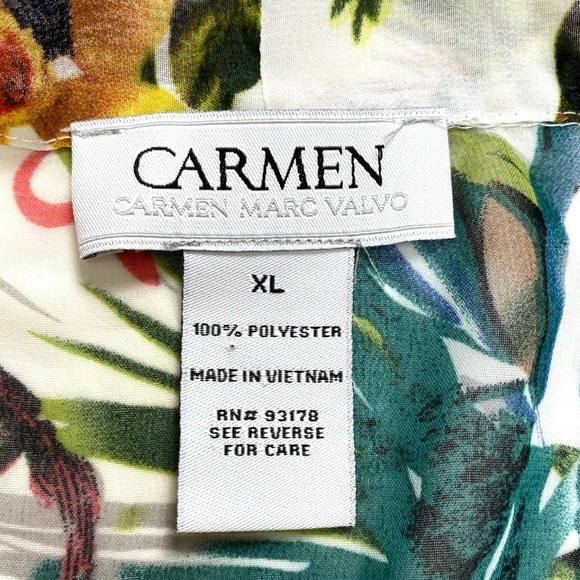 CARMEN
CARMEN MARC VALVO
XL
100% POLYESTER
MADE IN VIETNAM
RN# 93178
SEE REVERSE
FOR CARE